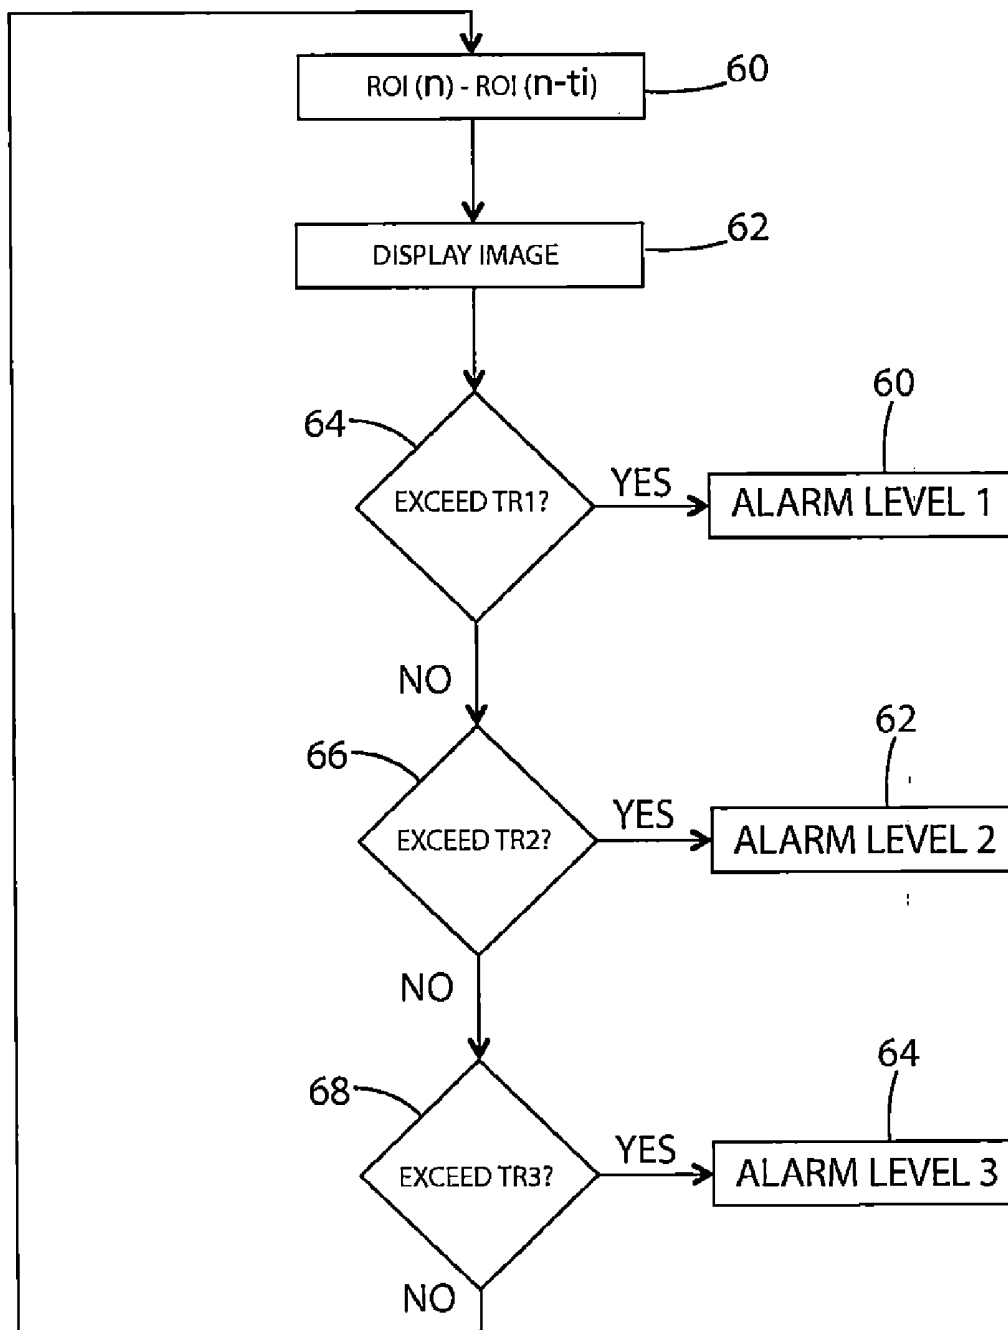 ROI (n) - ROI (n-ti)
60
DISPLAY IMAGE
62
64
EXCEED TR1?
YES
60
ALARM LEVEL 1
NO
66
EXCEED TR2?
YES
62
ALARM LEVEL 2
NO
68
EXCEED TR3?
YES
64
ALARM LEVEL 3
NO